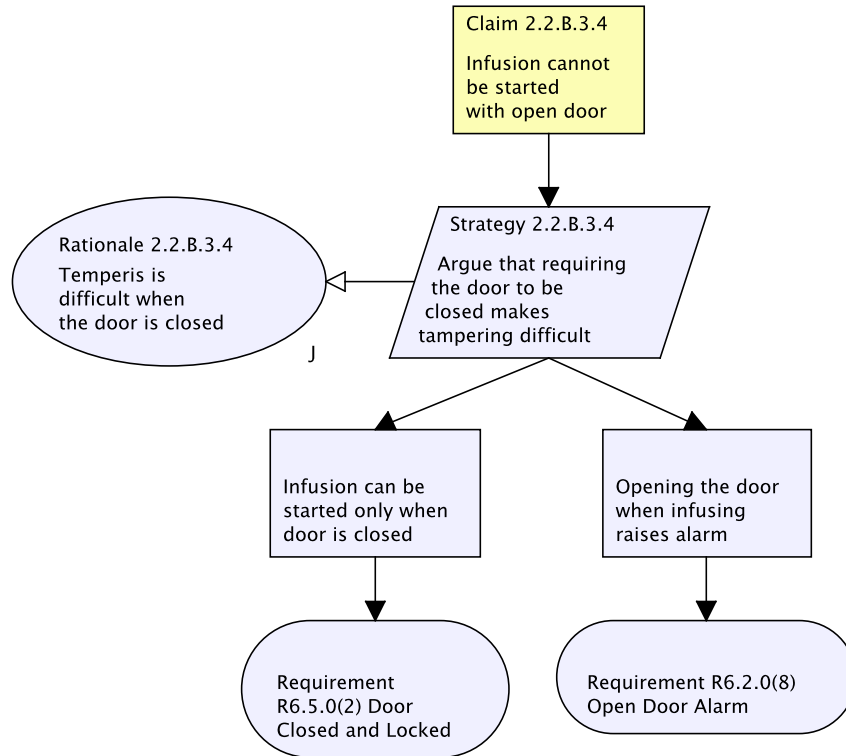 Claim 2.2.B.3.4
Infusion cannot
be started
with open door
Strategy 2.2.B.3.4
Argue that requiring
the door to be
closed makes
tampering difficult
Rationale 2.2.B.3.4
Temperis is
difficult when
the door is closed
J
Infusion can be
started only when
door is closed
Opening the door
when infusing
raises alarm
Requirement
R6.5.0(2) Door
Closed and Locked
Requirement R6.2.0(8)
Open Door Alarm